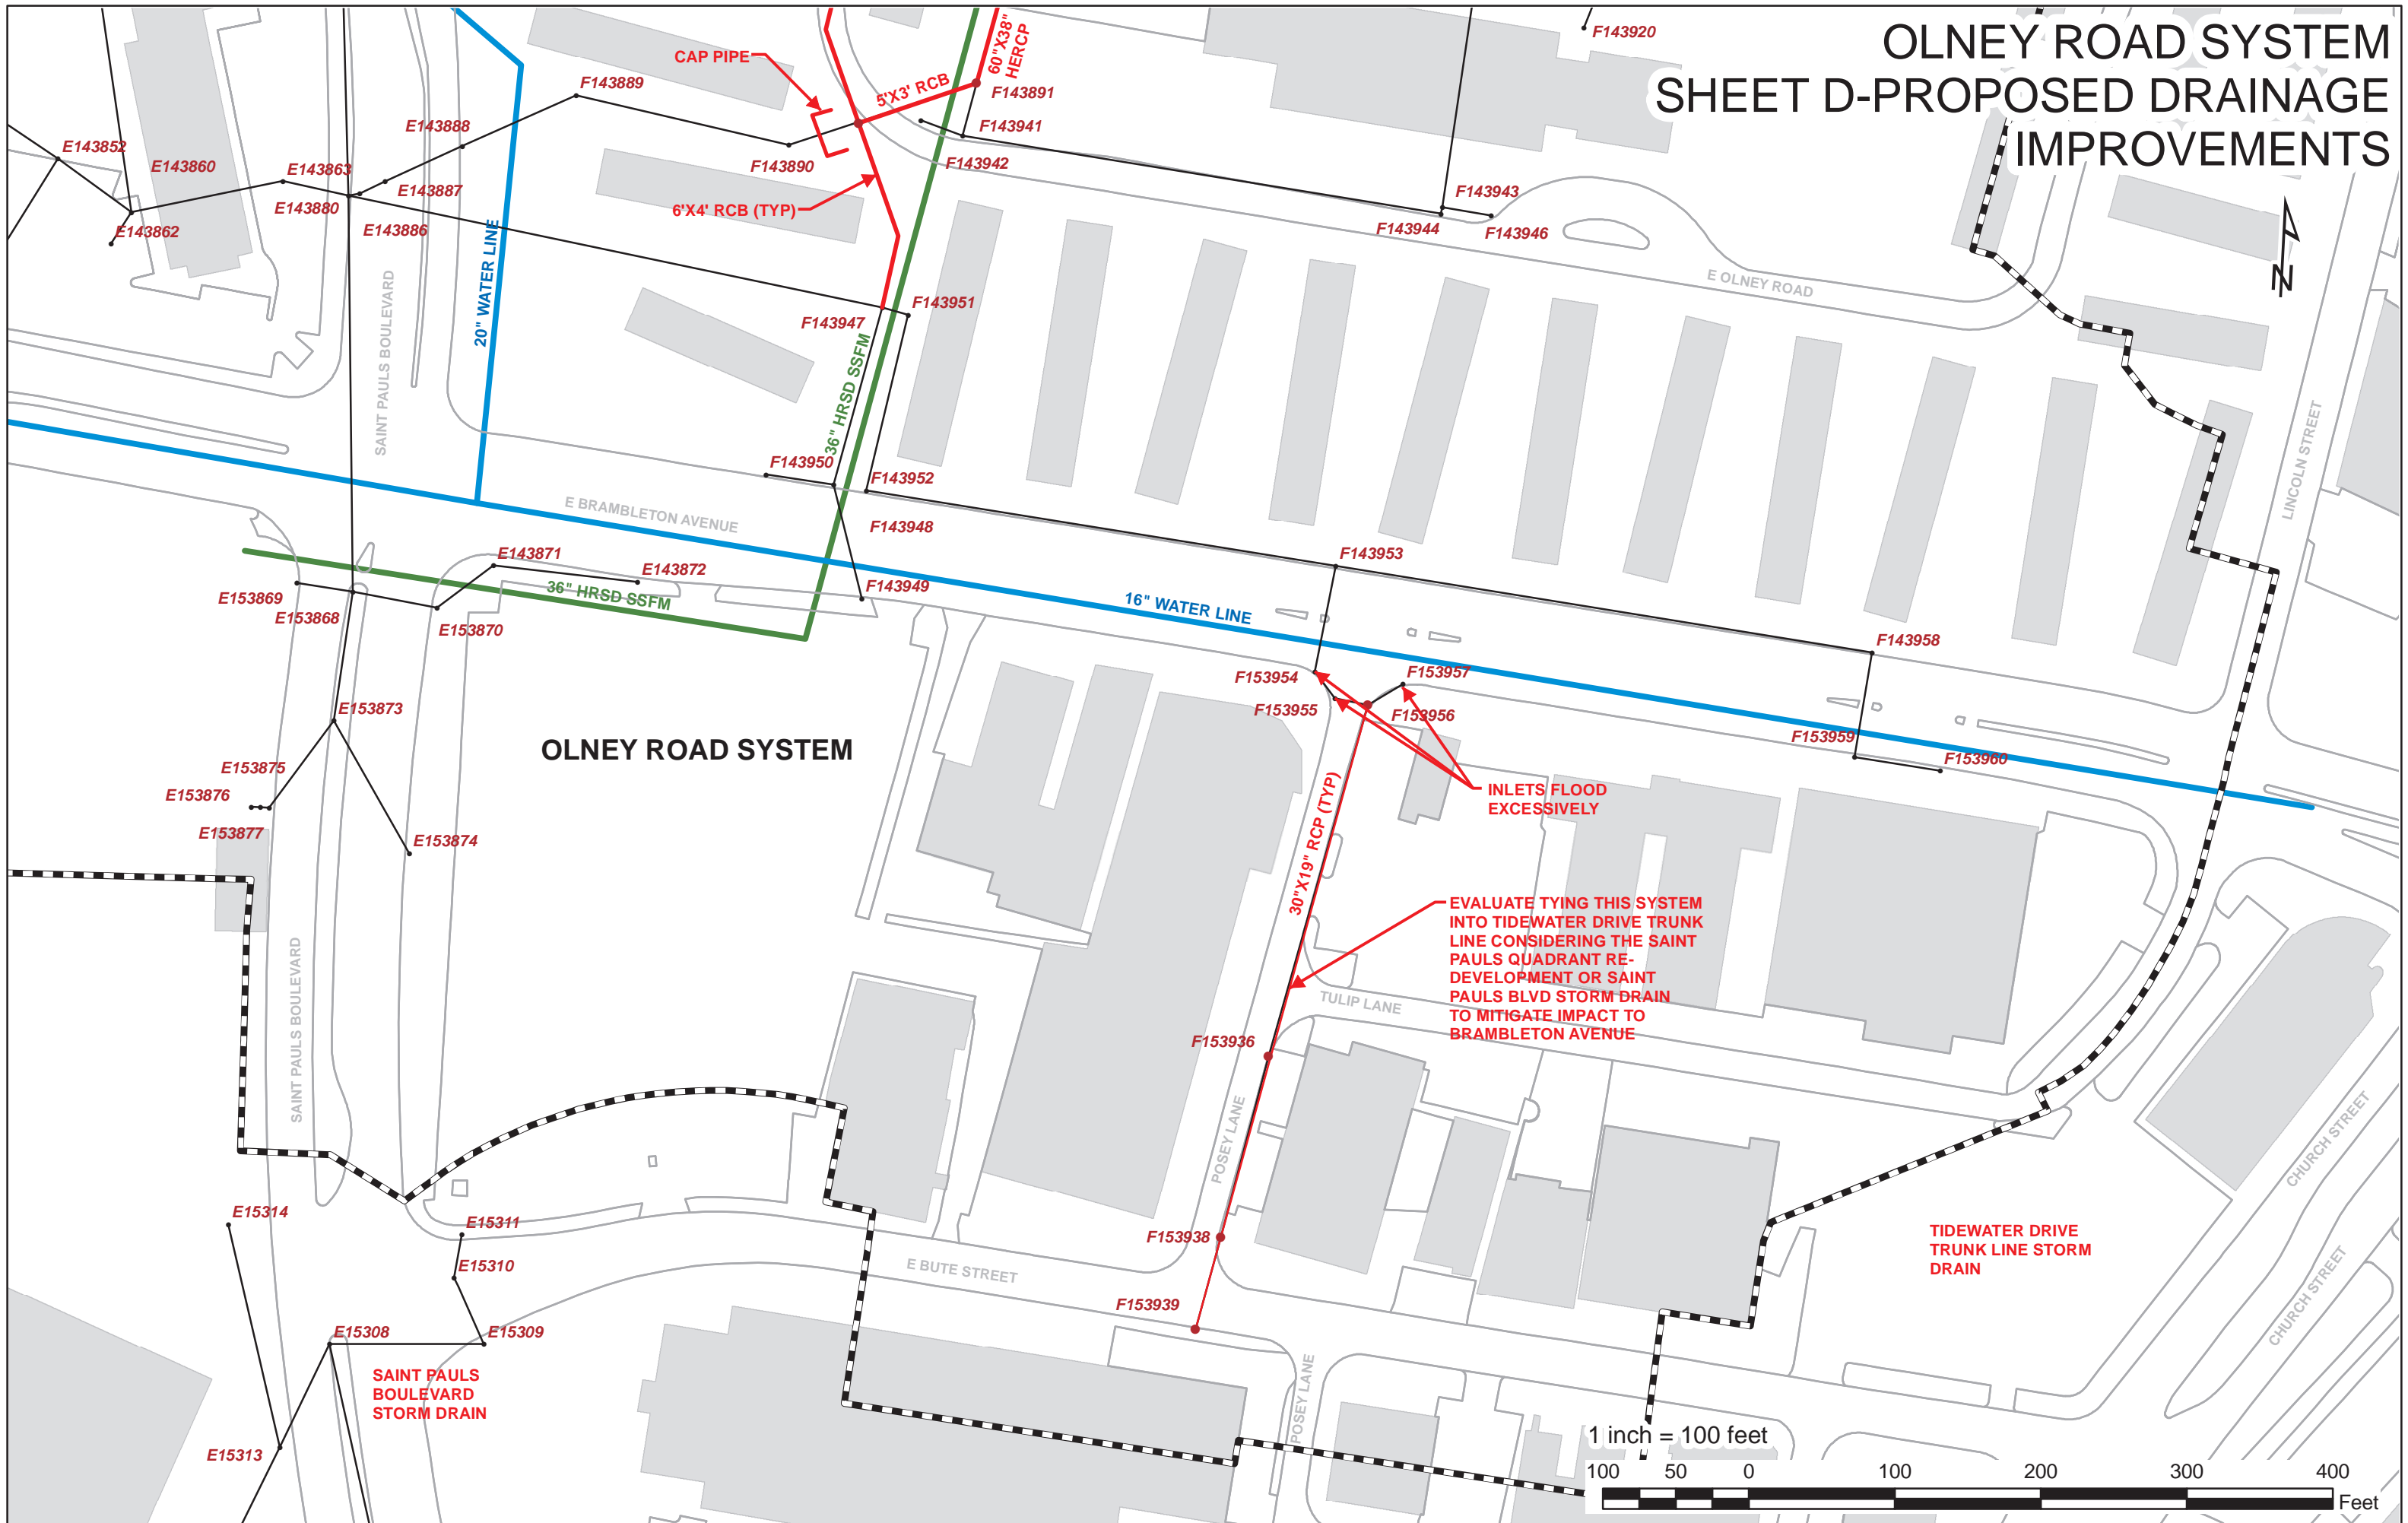 OLNEY ROAD SYSTEM
SHEET D-PROPOSED DRAINAGE
IMPROVEMENTS
F143920
CAP PIPE
60"X38"
HERCP
5'X3' RCB
F143889
F143891
E143888
F143941
E143852
E143860
E143863
F143890
F143942
E143887
F143943
E143880
6'X4' RCB (TYP)
E143862
E143886
F143944
F143946
N
20" WATER LINE
SAINT PAULS BOULEVARD
E OLNEY ROAD
F143951
F143947
36" HRSD SSFM
LINCOLN STREET
F143950
F143952
E BRAMBLETON AVENUE
F143948
E143871
E143872
F143953
F143949
E153869
36" HRSD SSFM
16" WATER LINE
E153868
E153870
F143958
F153954
F153957
E153873
F153955
F153956
OLNEY ROAD SYSTEM
F153959
F153960
E153875
E153876
30"X19" RCP (TYP)
INLETS FLOOD
EXCESSIVELY
E153877
E153874
EVALUATE TYING THIS SYSTEM
INTO TIDEWATER DRIVE TRUNK
LINE CONSIDERING THE SAINT
PAULS QUADRANT RE-
DEVELOPMENT OR SAINT
PAULS BLVD STORM DRAIN
TO MITIGATE IMPACT TO
BRAMBLETON AVENUE
SAINT PAULS BOULEVARD
TULIP LANE
F153936
POSEY LANE
CHURCH STREET
E15314
E15311
F153938
TIDEWATER DRIVE
TRUNK LINE STORM
DRAIN
E15310
E BUTE STREET
CHURCH STREET
F153939
E15308
E15309
SAINT PAULS
BOULEVARD
STORM DRAIN
POSEY LANE
E15313
1 inch = 100 feet
100 50 0 100 200 300 400
Feet